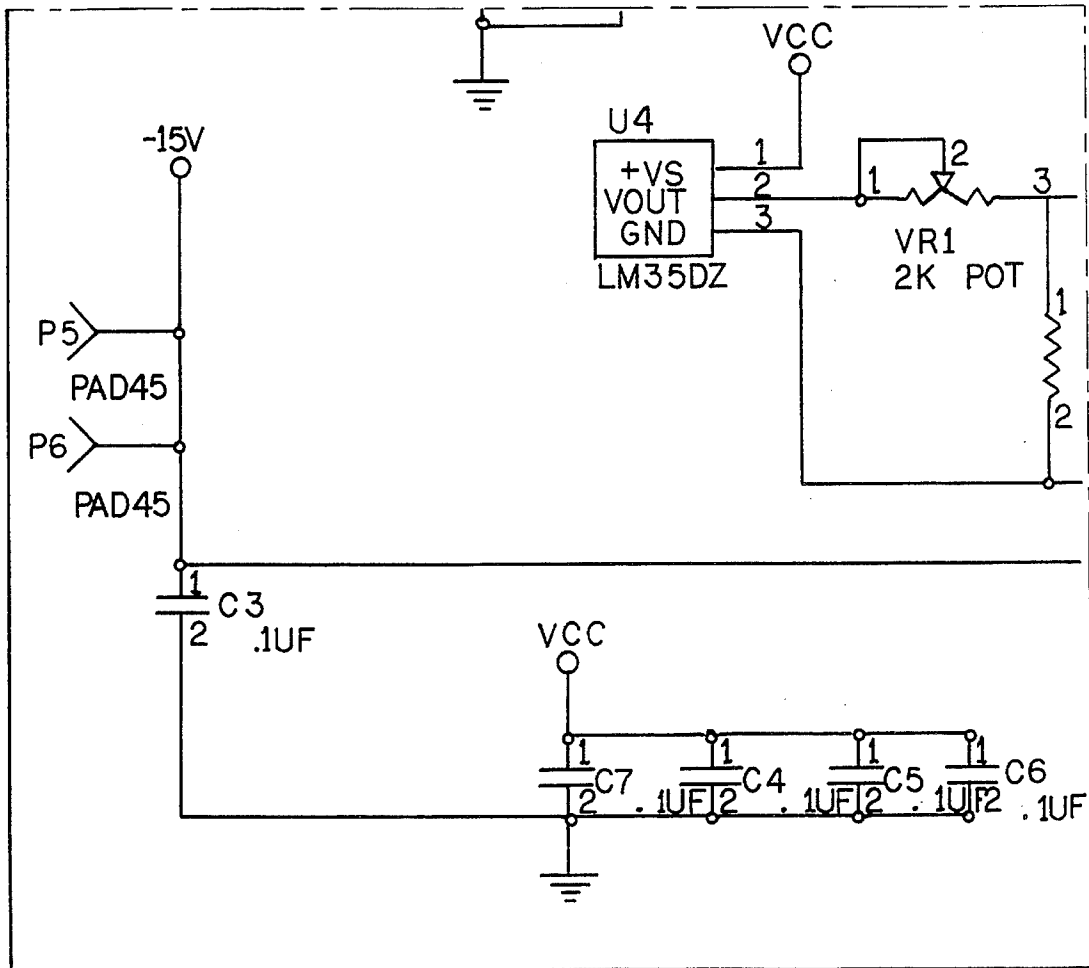 VCC
U4
-15V
1
+VS
2
VOUT
3
GND
LM35DZ
1
2
3
VR1
2K POT
1
2
P5
PAD45
P6
PAD45
1
C3
2
.1UF
VCC
1
C7
2
.1UF
1
C4
2
.1UF
1
C5
2
.1UF
1
C6
2
.1UF